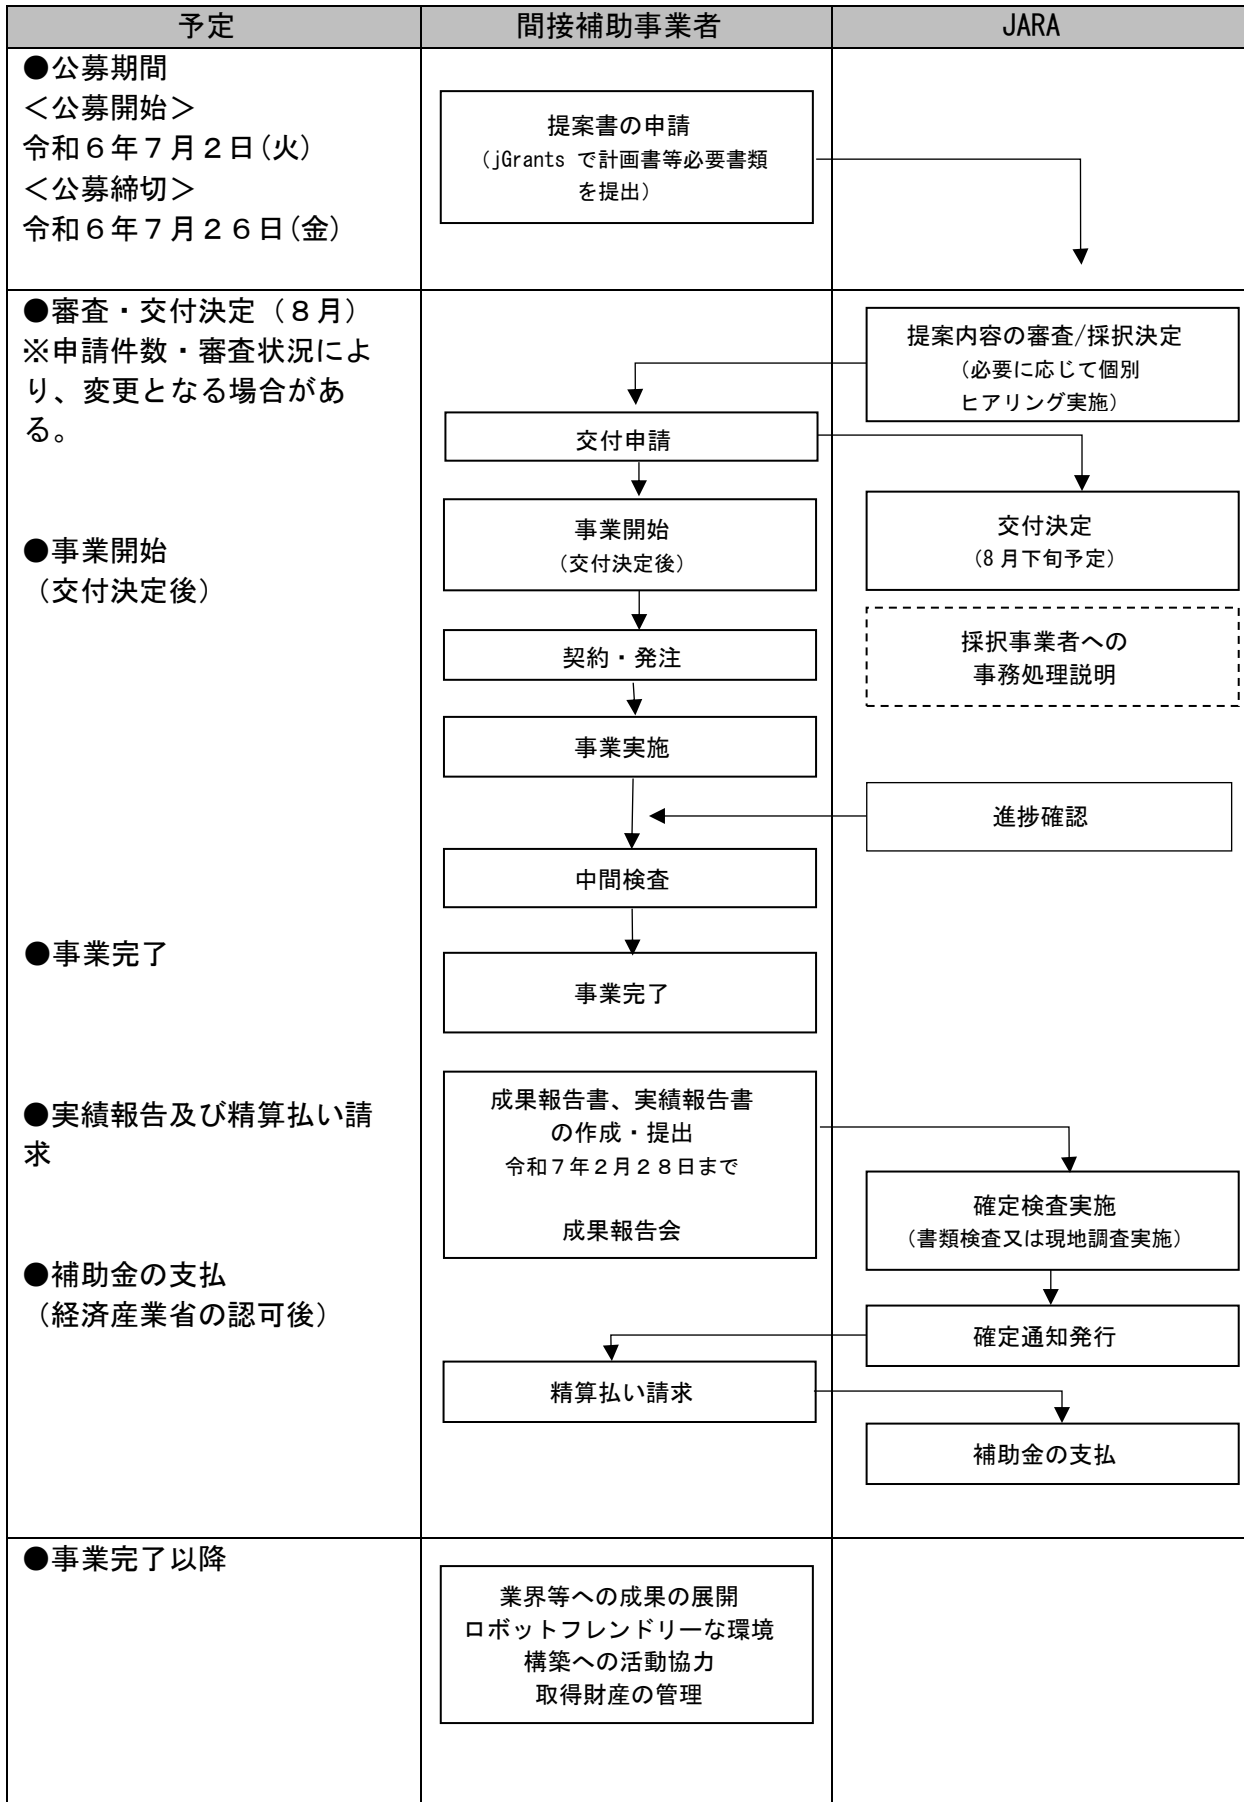 予定
間接補助事業者
JARA
●公募期間
＜公募開始＞
令和６年７月２日(火)
＜公募締切＞
令和６年７月２６日(金)
提案書の申請
（jGrants で計画書等必要書類
を提出）
●審査・交付決定（８月）
※申請件数・審査状況によ
り、変更となる場合があ
る。
提案内容の審査/採択決定
（必要に応じて個別
ヒアリング実施）
交付申請
●事業開始
（交付決定後）
事業開始
（交付決定後）
交付決定
（8 月下旬予定）
契約・発注
採択事業者への
事務処理説明
事業実施
進捗確認
中間検査
●事業完了
事業完了
●実績報告及び精算払い請
求
成果報告書、実績報告書
の作成・提出
令和７年２月２８日まで
成果報告会
確定検査実施
（書類検査又は現地調査実施）
●補助金の支払
（経済産業省の認可後）
確定通知発行
精算払い請求
補助金の支払
●事業完了以降
業界等への成果の展開
ロボットフレンドリーな環境
構築への活動協力
取得財産の管理